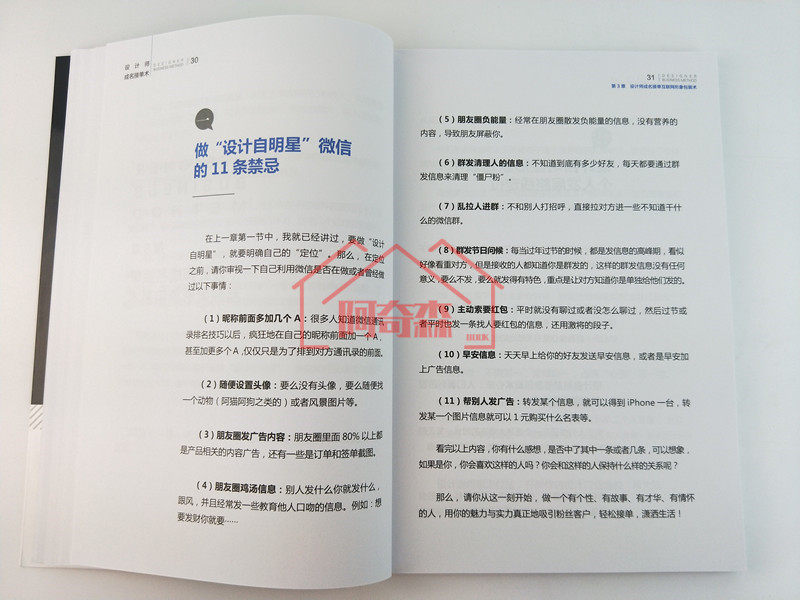 设计师
DESIGNER
30
成名接单术
BUSINESS METHOD
一
做“设计自明星”微信
的 11 条禁忌
在上一章第一节中，我就已经讲过，要做“设计
自明星”，就要明确自己的“定位”。那么，在定位
之前，请你审视一下自己利用微信是否在做或者曾经做
过以下事情：
（1）昵称前面多加几个 A：很多人知道微信通讯
录排名技巧以后，疯狂地在自己的昵称前面加一个 A，
甚至加更多个 A，仅仅只是为了排到对方通讯录的前面。
（2）随便设置头像：要么没有头像，要么随便找
一个动物（阿猫阿狗之类的）或者风景图片等。
（3）朋友圈发广告内容：朋友圈里面 80% 以上都
是产品相关的内容广告，还有一些是订单和签单截图。
（4）朋友圈鸡汤信息：别人发什么你就发什么，
跟风，并且经常发一些教育他人口吻的信息。例如：想
要发财你就要……
31
DESIGNER
BUSINESS METHOD
第 3 章 设计师成名接单互联网形象包装术
（5）朋友圈负能量：经常在朋友圈散发负能量的信息，没有营养的
内容，导致朋友屏蔽你。
（6）群发清理人的信息：不知道到底有多少好友，每天都要通过群
发信息来清理“僵尸粉”。
（7）乱拉人进群：不和别人打招呼，直接拉对方进一些不知道干什
么的微信群。
（8）群发节日问候：每当过年过节的时候，都是发信息的高峰期，看似
好像看重对方，但是接收的人都知道你是群发的，这样的群发信息没有任何
意义，要么不发，要么就发得有特色，重点是让对方知道你是单独给他们发的。
（9）主动索要红包：平时就没有聊过或者没怎么聊过，然后过节或
者平时也发一条找人要红包的信息，还用激将的段子。
（10）早安信息：天天早上给你的好友发送早安信息，或者是早安加
上广告信息。
（11）帮别人发广告：转发某个信息，就可以得到 iPhone 一台，转
发某一个图片信息就可以 1 元购买什么名表等。
看完以上内容，你有什么感想，是否中了其中一条或者几条，可以想象，
如果是你，你会喜欢这样的人吗？你会和这样的人保持什么样的关系呢？
那么，请你从这一刻开始，做一个有个性、有故事、有才华、有情怀
的人，用你的魅力与实力真正地吸引粉丝客户，轻松接单，潇洒生活！
阿奇森
BOOK